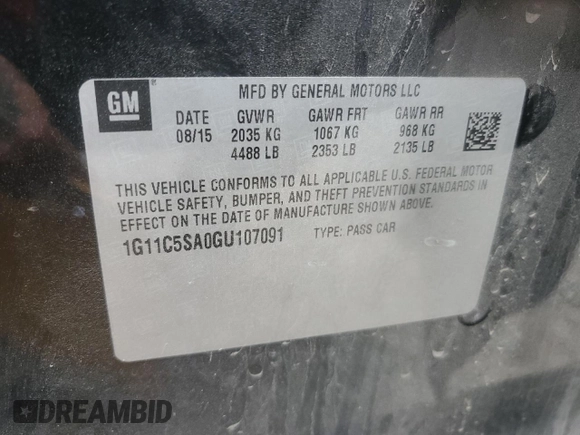 GM
MFD BY GENERAL MOTORS LLC
DATE GVWR GAWR FRT GAWR RR
08/15 2035 KG 1067 KG 968 KG
4488 LB 2353 LB 2135 LB
THIS VEHICLE CONFORMS TO ALL APPLICABLE U.S. FEDERAL MOTOR
VEHICLE SAFETY, BUMPER, AND THEFT PREVENTION STANDARDS IN
EFFECT ON THE DATE OF MANUFACTURE SHOWN ABOVE.
1G11C5SA0GU107091 TYPE: PASS CAR
DREAMBID